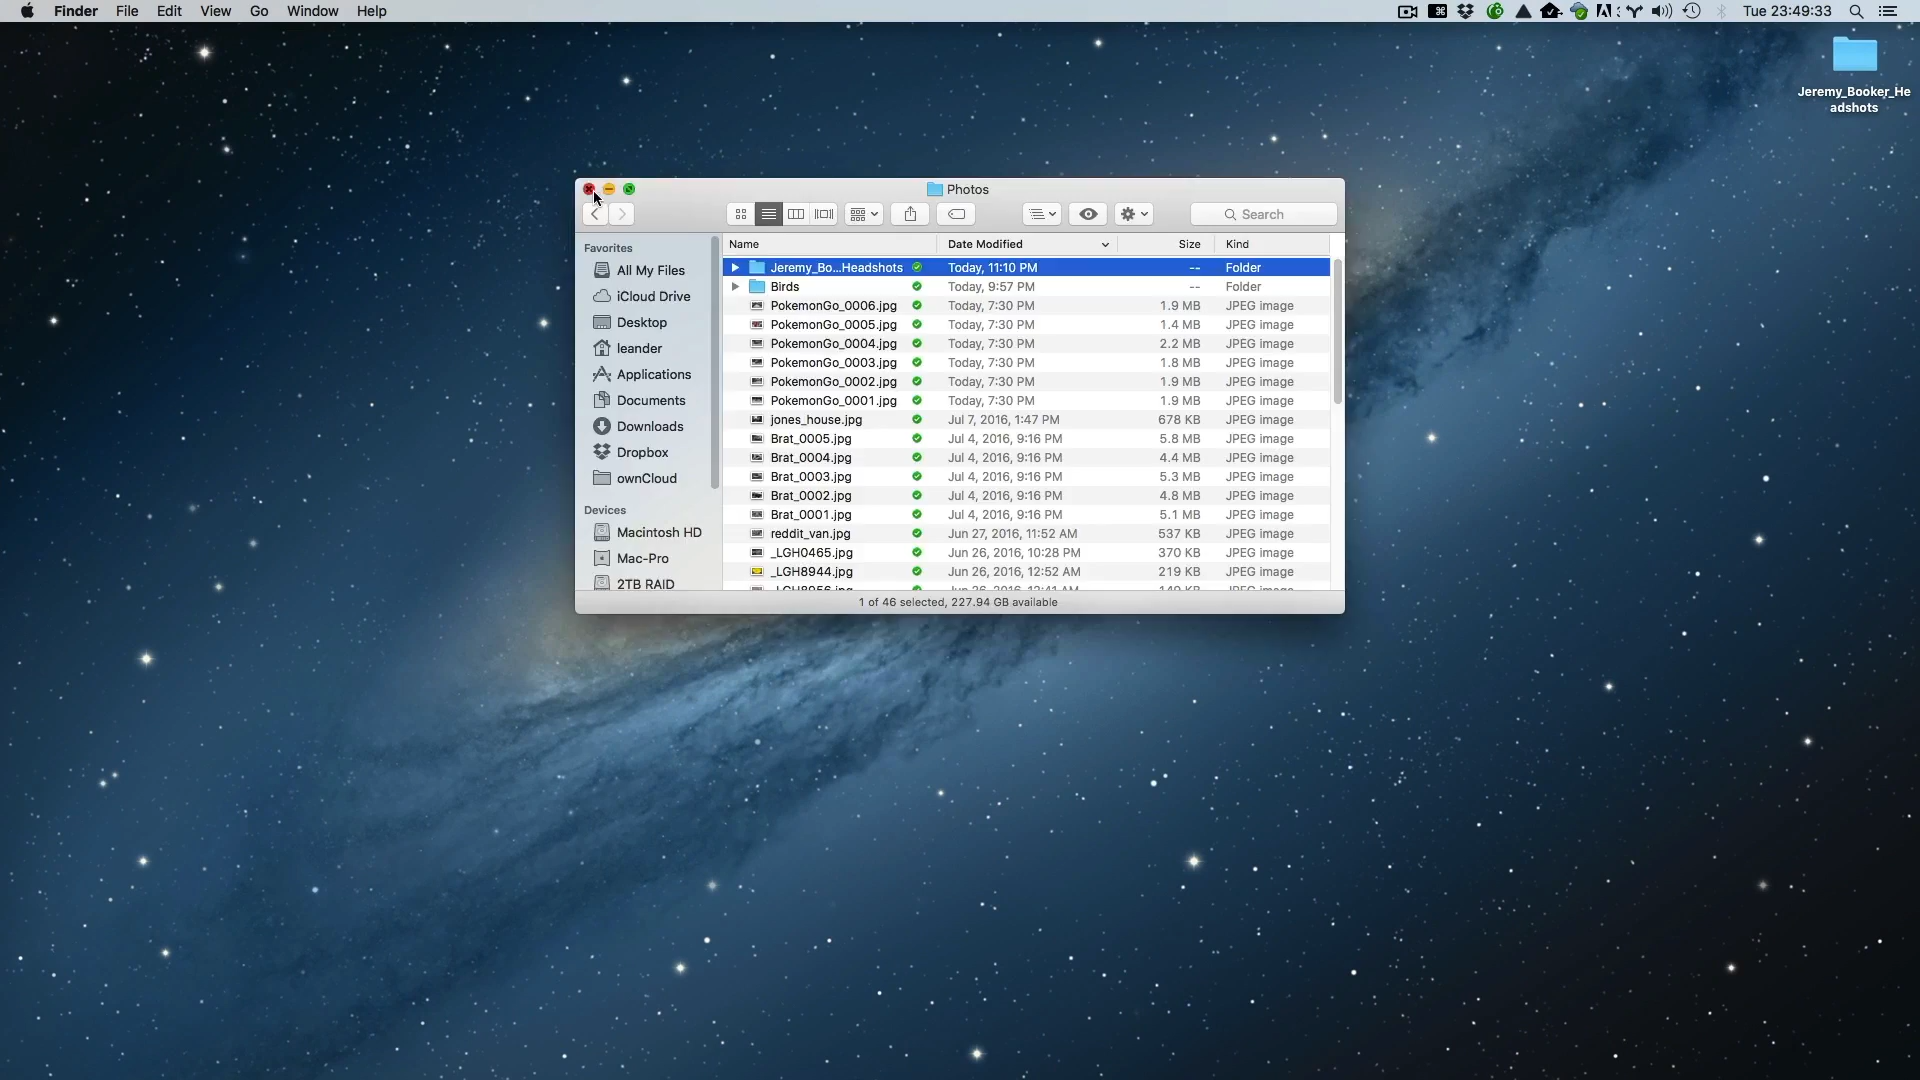 Finder File Edit View Go Window Help Tue 23:49:33
Jeremy_Booker_He
adshots
Photos
Search
Favorites
All My Files
iCloud Drive
Desktop
leander
Applications
Documents
Downloads
Dropbox
ownCloud
Devices
Macintosh HD
Mac-Pro
2TB RAID
Name Date Modified Size Kind
Jeremy_Bo...Headshots Today, 11:10 PM -- Folder
Birds Today, 9:57 PM -- Folder
PokemonGo_0006.jpg Today, 7:30 PM 1.9 MB JPEG image
PokemonGo_0005.jpg Today, 7:30 PM 1.4 MB JPEG image
PokemonGo_0004.jpg Today, 7:30 PM 2.2 MB JPEG image
PokemonGo_0003.jpg Today, 7:30 PM 1.8 MB JPEG image
PokemonGo_0002.jpg Today, 7:30 PM 1.9 MB JPEG image
PokemonGo_0001.jpg Today, 7:30 PM 1.9 MB JPEG image
jones_house.jpg Jul 7, 2016, 1:47 PM 678 KB JPEG image
Brat_0005.jpg Jul 4, 2016, 9:16 PM 5.8 MB JPEG image
Brat_0004.jpg Jul 4, 2016, 9:16 PM 4.4 MB JPEG image
Brat_0003.jpg Jul 4, 2016, 9:16 PM 5.3 MB JPEG image
Brat_0002.jpg Jul 4, 2016, 9:16 PM 4.8 MB JPEG image
Brat_0001.jpg Jul 4, 2016, 9:16 PM 5.1 MB JPEG image
reddit_van.jpg Jun 27, 2016, 11:52 AM 537 KB JPEG image
_LGH0465.jpg Jun 26, 2016, 10:28 PM 370 KB JPEG image
_LGH8944.jpg Jun 26, 2016, 12:52 AM 219 KB JPEG image
1 of 46 selected, 227.94 GB available